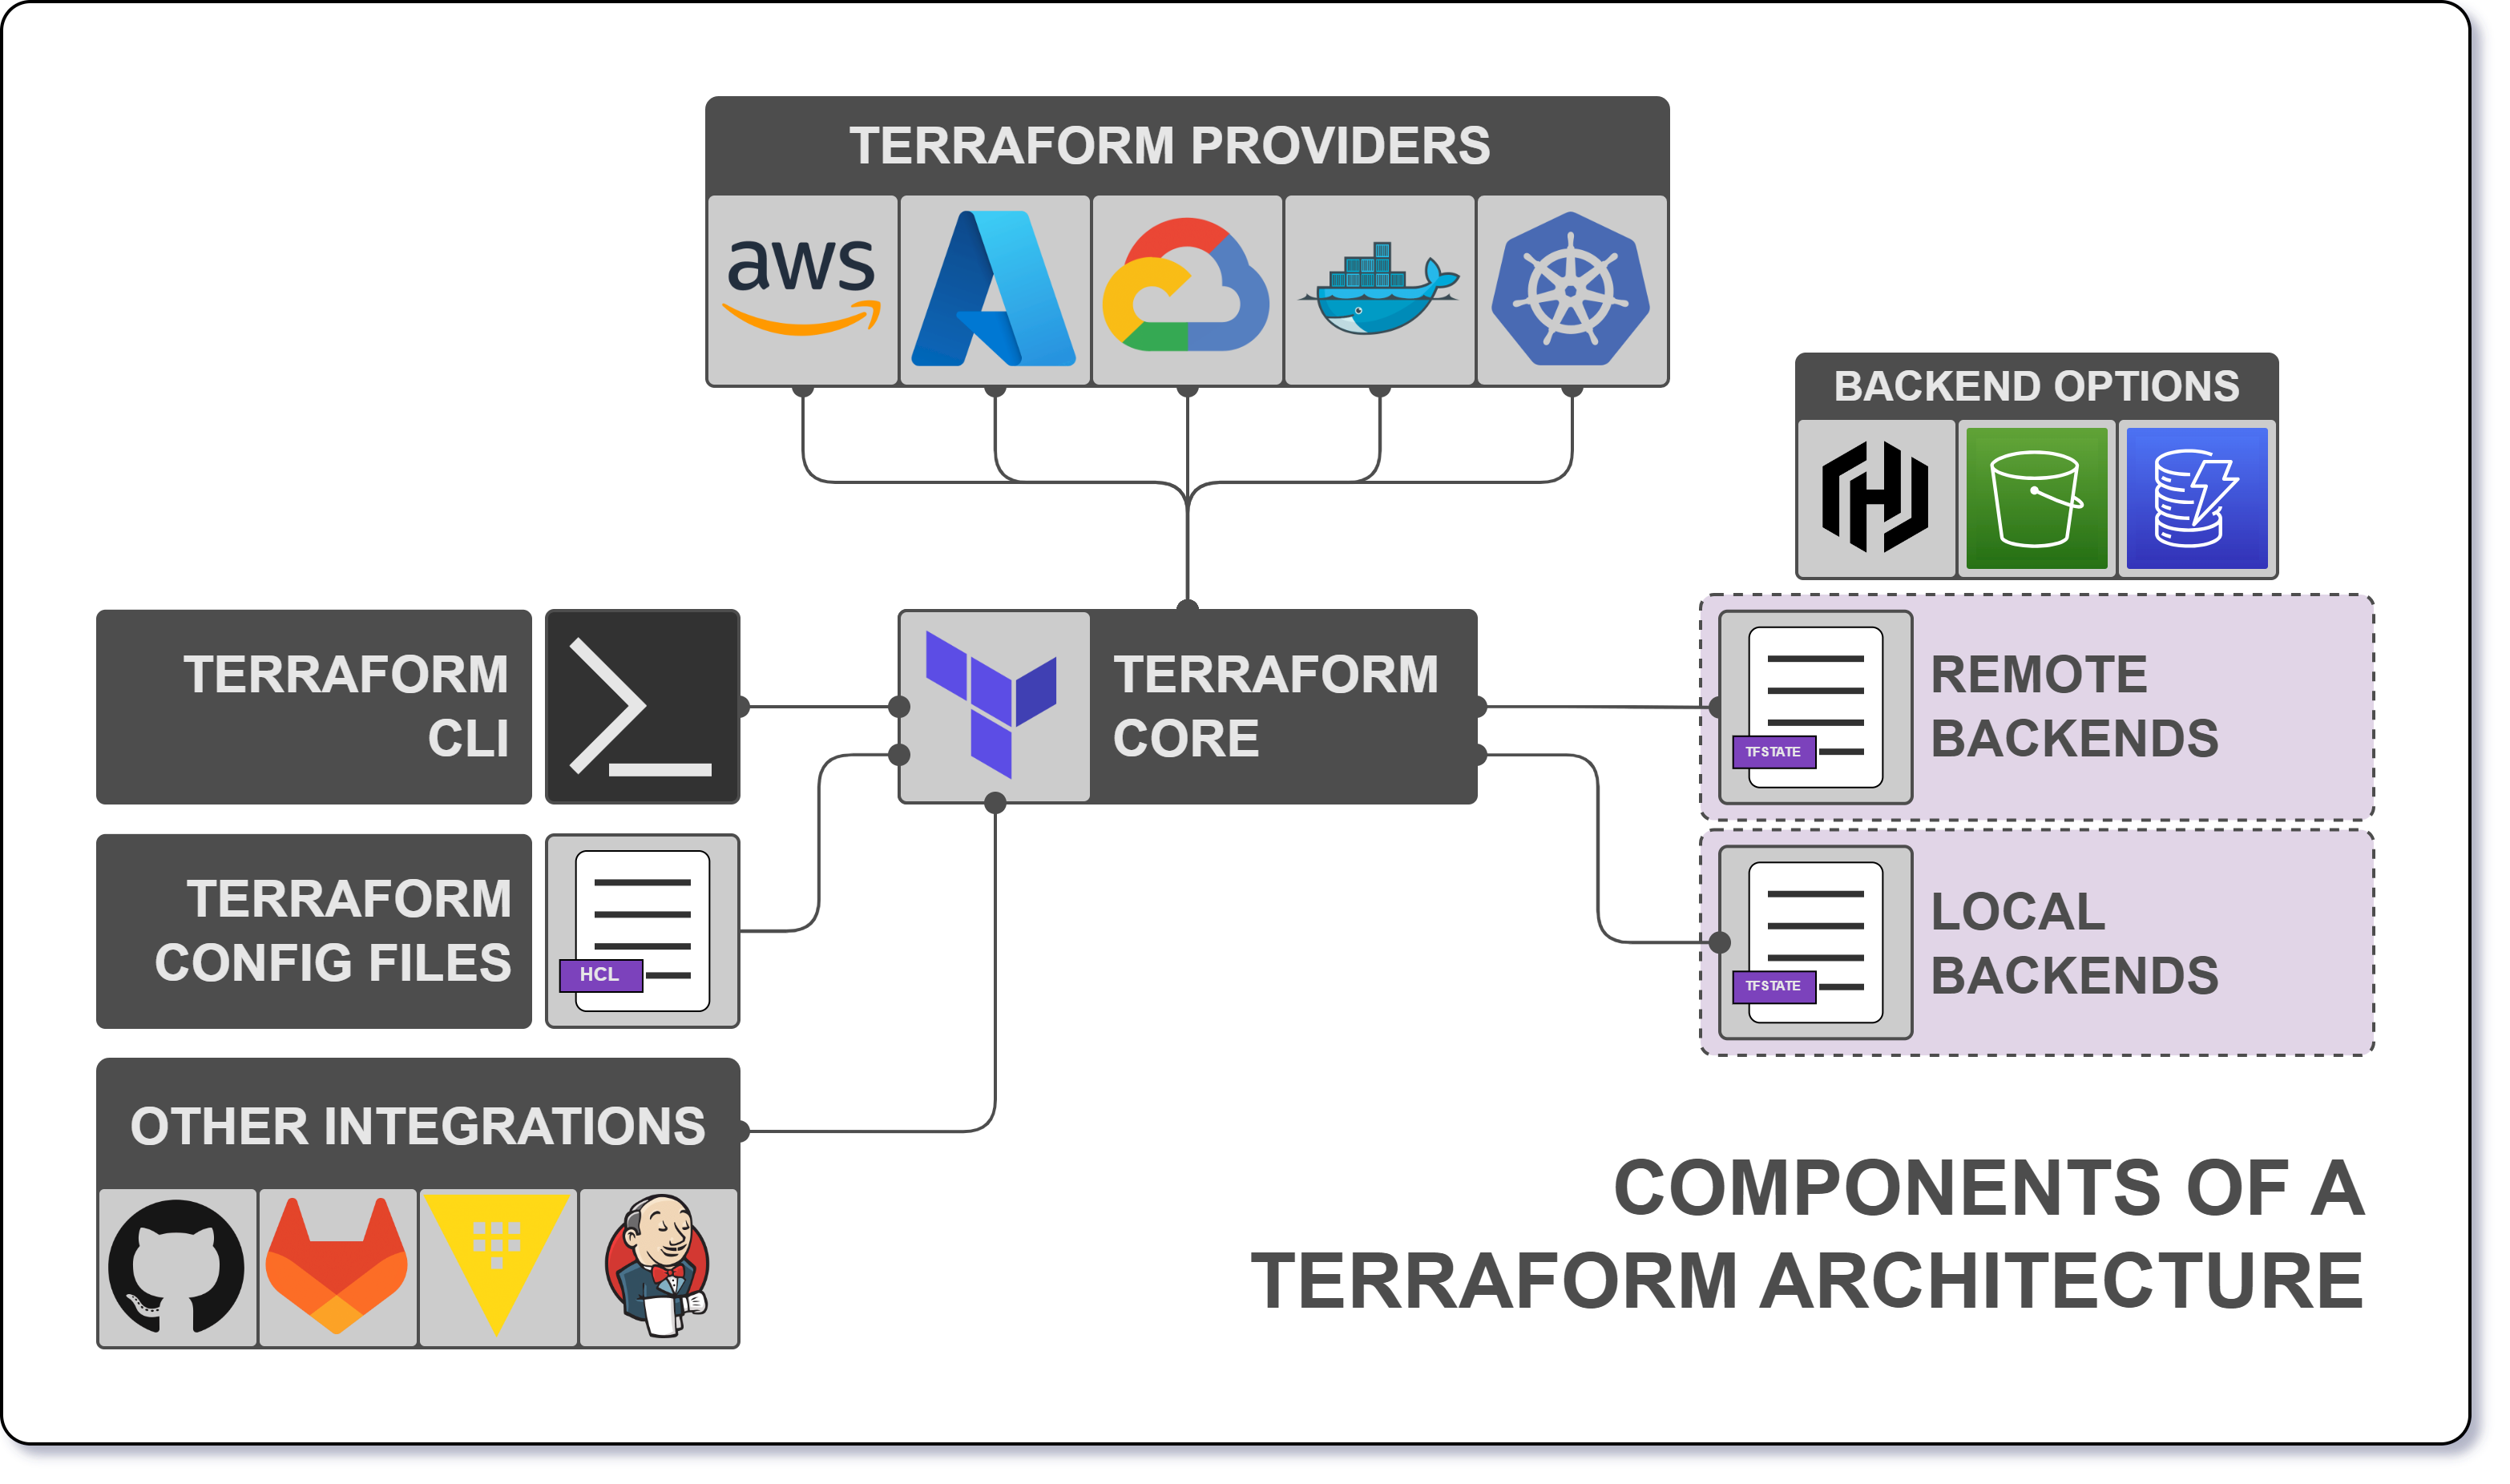 TERRAFORM PROVIDERS
aws
BACKEND OPTIONS
TERRAFORM
CLI
TERRAFORM
CORE
REMOTE
BACKENDS
TFSTATE
TERRAFORM
CONFIG FILES
HCL
LOCAL
BACKENDS
TFSTATE
OTHER INTEGRATIONS
COMPONENTS OF A
TERRAFORM ARCHITECTURE